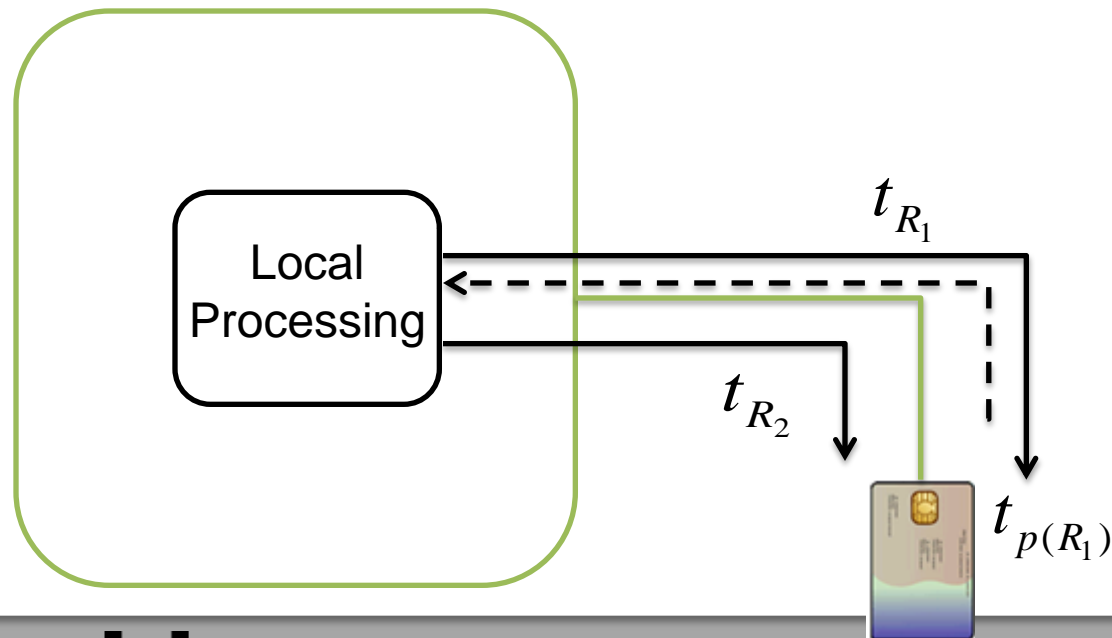 Local
Processing
t_{R_1}
t_{R_2}
t_{p(R_1)}